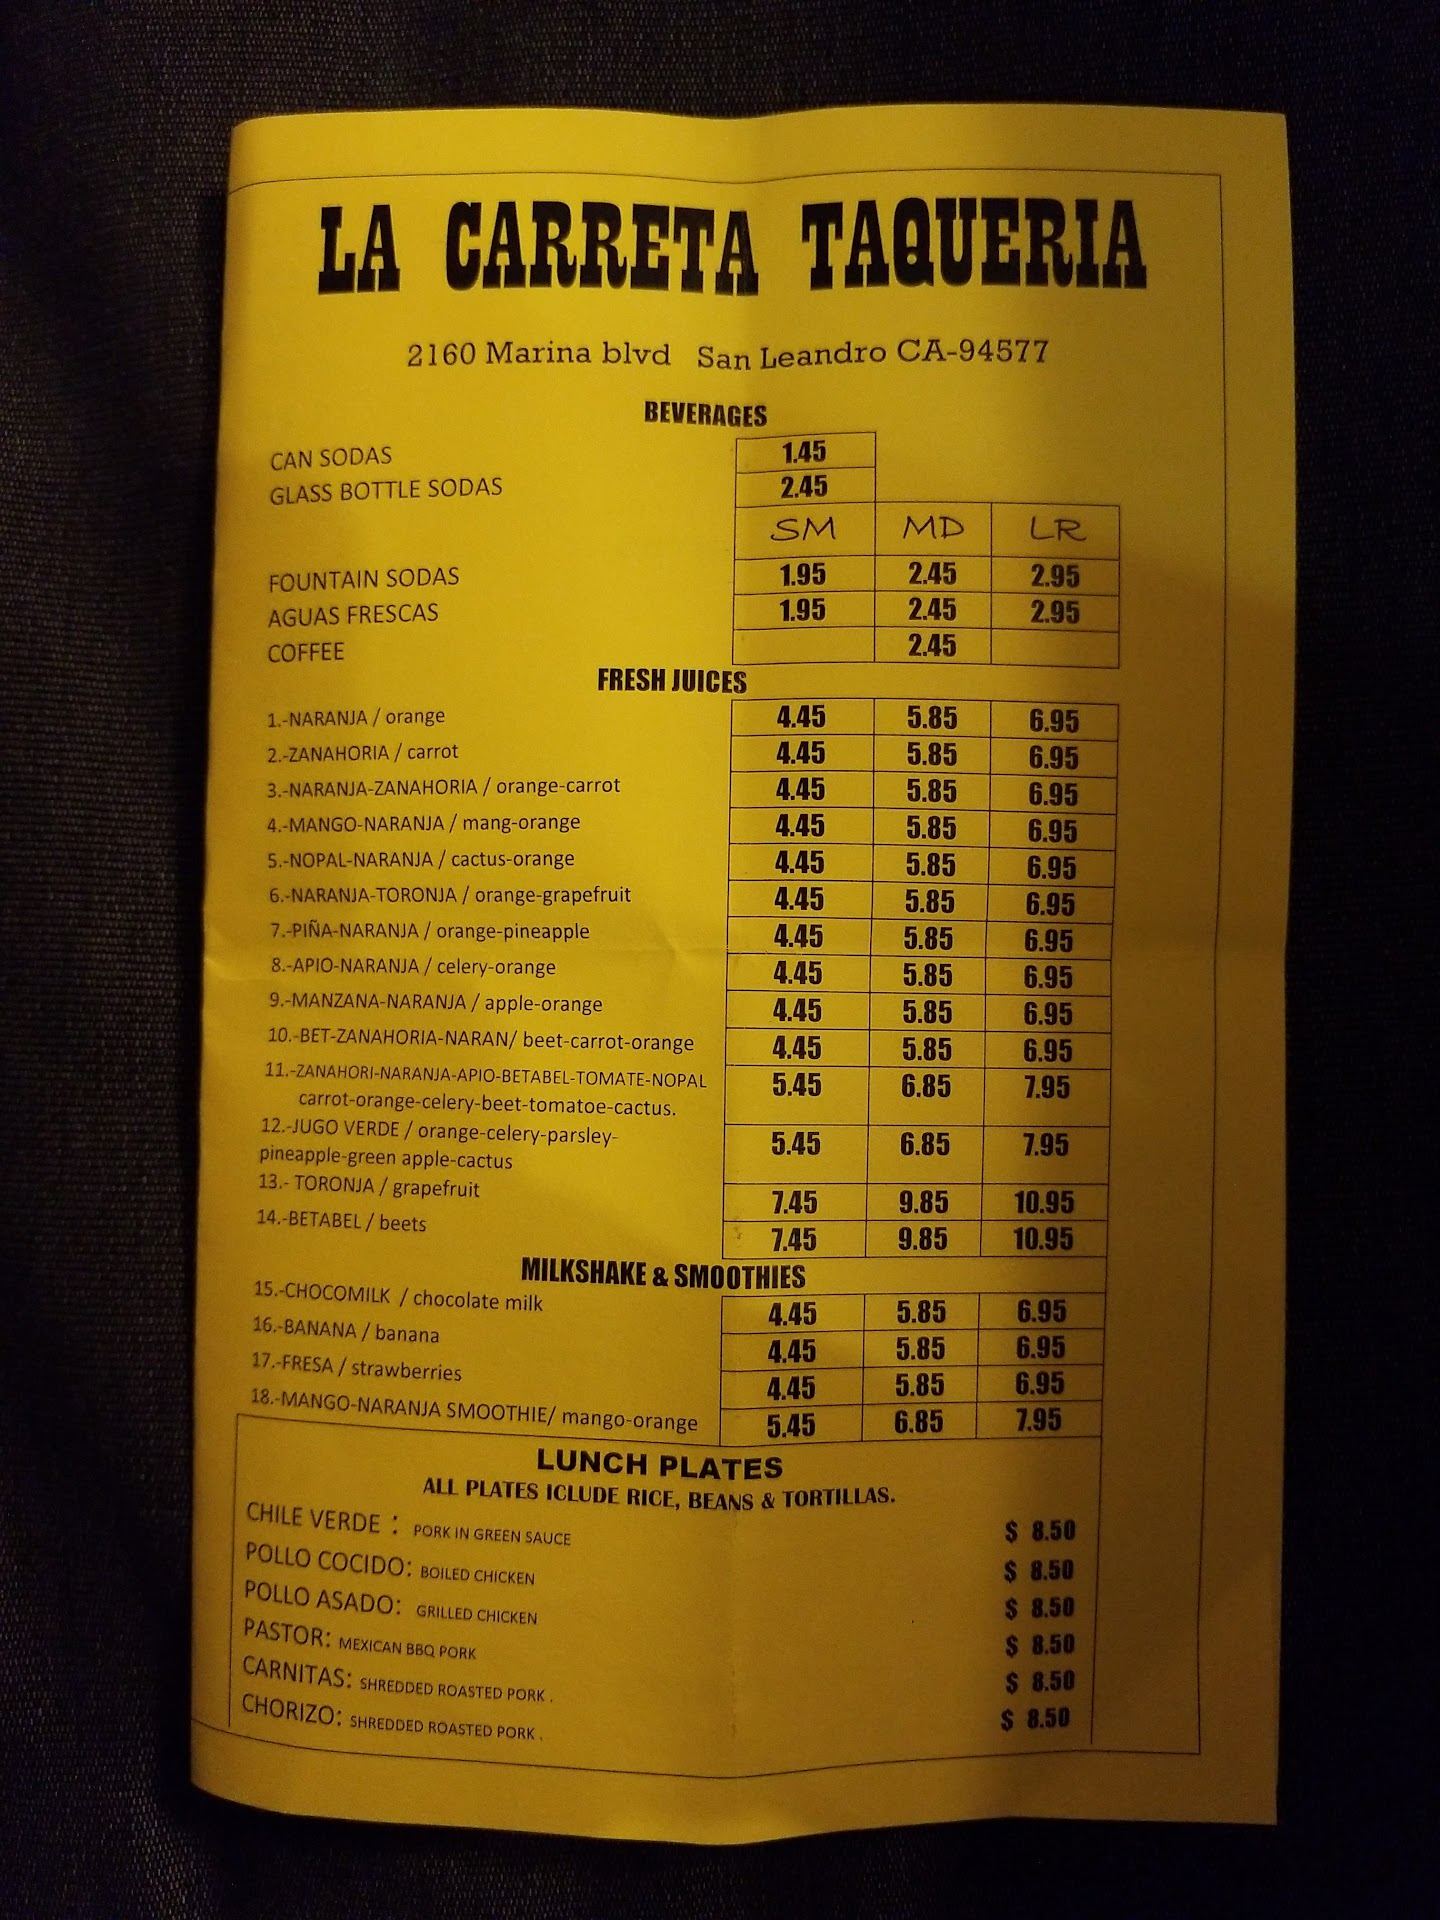 LA CARRETA TAQUERIA
2160 Marina blvd San Leandro CA-94577
BEVERAGES
CAN SODAS 1.45
GLASS BOTTLE SODAS 2.45
SM MD LR
FOUNTAIN SODAS 1.95 2.45 2.95
AGUAS FRESCAS 1.95 2.45 2.95
COFFEE 2.45
FRESH JUICES
1.-NARANJA / orange 4.45 5.85 6.95
2.-ZANAHORIA / carrot 4.45 5.85 6.95
3.-NARANJA-ZANAHORIA / orange-carrot 4.45 5.85 6.95
4.-MANGO-NARANJA / mang-orange 4.45 5.85 6.95
5.-NOPAL-NARANJA / cactus-orange 4.45 5.85 6.95
6.-NARANJA-TORONJA / orange-grapefruit 4.45 5.85 6.95
7.-PIÑA-NARANJA / orange-pineapple 4.45 5.85 6.95
8.-APIO-NARANJA / celery-orange 4.45 5.85 6.95
9.-MANZANA-NARANJA / apple-orange 4.45 5.85 6.95
10.-BET-ZANAHORIA-NARAN/ beet-carrot-orange 4.45 5.85 6.95
11.-ZANAHORI-NARANJA-APIO-BETABEL-TOMATE-NOPAL 5.45 6.85 7.95
carrot-orange-celery-beet-tomatoe-cactus.
12.-JUGO VERDE / orange-celery-parsley- 5.45 6.85 7.95
pineapple-green apple-cactus
13.- TORONJA / grapefruit 7.45 9.85 10.95
14.-BETABEL / beets 7.45 9.85 10.95
MILKSHAKE & SMOOTHIES
15.-CHOCOMILK / chocolate milk 4.45 5.85 6.95
16.-BANANA / banana 4.45 5.85 6.95
17.-FRESA / strawberries 4.45 5.85 6.95
18.-MANGO-NARANJA SMOOTHIE/ mango-orange 5.45 6.85 7.95
LUNCH PLATES
ALL PLATES ICLUDE RICE, BEANS & TORTILLAS.
CHILE VERDE : PORK IN GREEN SAUCE $ 8.50
POLLO COCIDO: BOILED CHICKEN $ 8.50
POLLO ASADO: GRILLED CHICKEN $ 8.50
PASTOR: MEXICAN BBQ PORK $ 8.50
CARNITAS: SHREDDED ROASTED PORK . $ 8.50
CHORIZO: SHREDDED ROASTED PORK . $ 8.50